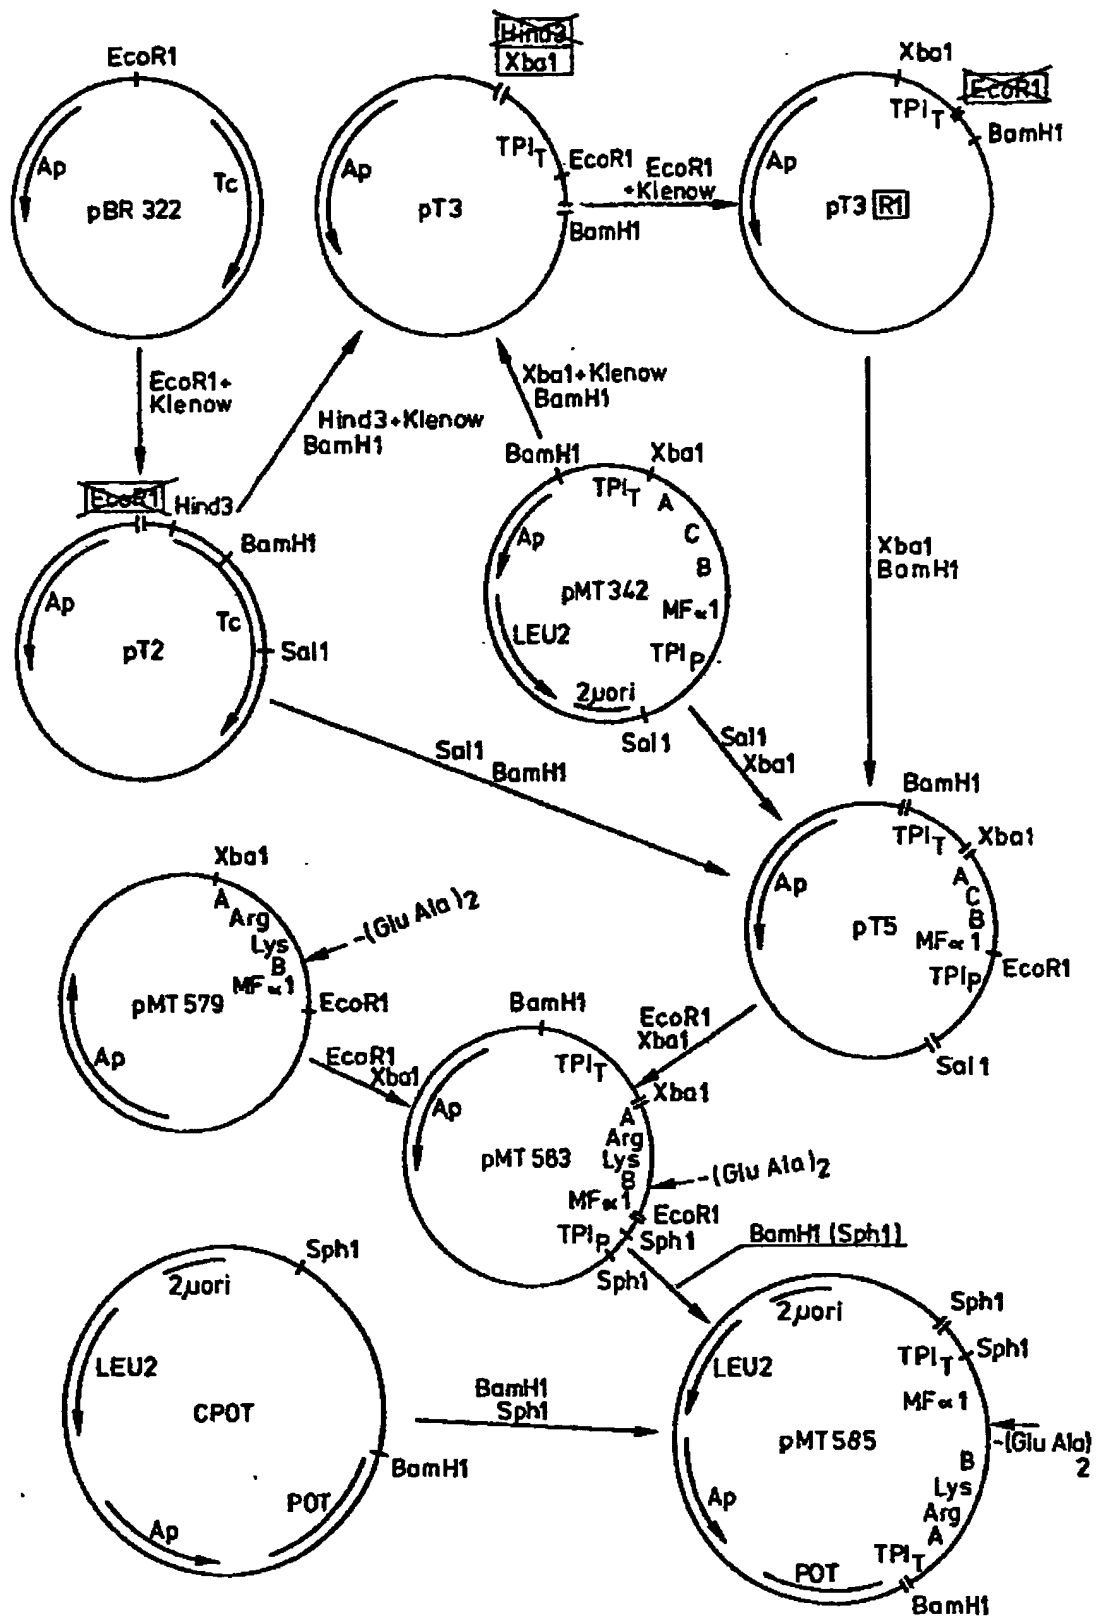 Hind3
Xba1
EcoR1
Ap
Tc
pBR 322
TPIT
Ap
EcoR1
pT3
BamH1
EcoR1
+Klenow
Xba1
EcoR1
TPIT
BamH1
Ap
pT3 R1
EcoR1+
Klenow
Hind3+Klenow
BamH1
Xba1+Klenow
BamH1
EcoR1
Hind3
BamH1
Ap
Tc
pT2
Sal1
BamH1
Xba1
TPIT
A
C
B
Ap
pMT342
MFα1
LEU2
TPIP
2μori
Sal1
Xba1
BamH1
Sal1
BamH1
Sal1
Xba1
BamH1
TPIT
Xba1
Ap
A
C
B
pT5
MFα1
EcoR1
TPIP
Sal1
Xba1
A
Arg
Lys
B
MFα1
-(Glu Ala)2
pMT579
EcoR1
Ap
EcoR1
Xba1
EcoR1
Xba1
BamH1
TPIT
Xba1
Ap
A
Arg
Lys
B
pMT583
-(Glu Ala)2
MFα1
EcoR1
TPIP
Sph1
Sph1
BamH1 (Sph1)
2μori
Sph1
LEU2
CPOT
BamH1
POT
Ap
BamH1
Sph1
2μori
Sph1
Sph1
TPIT
LEU2
MFα1
pMT585
-(Glu Ala)
2
B
Lys
Arg
A
Ap
TPIT
POT
BamH1